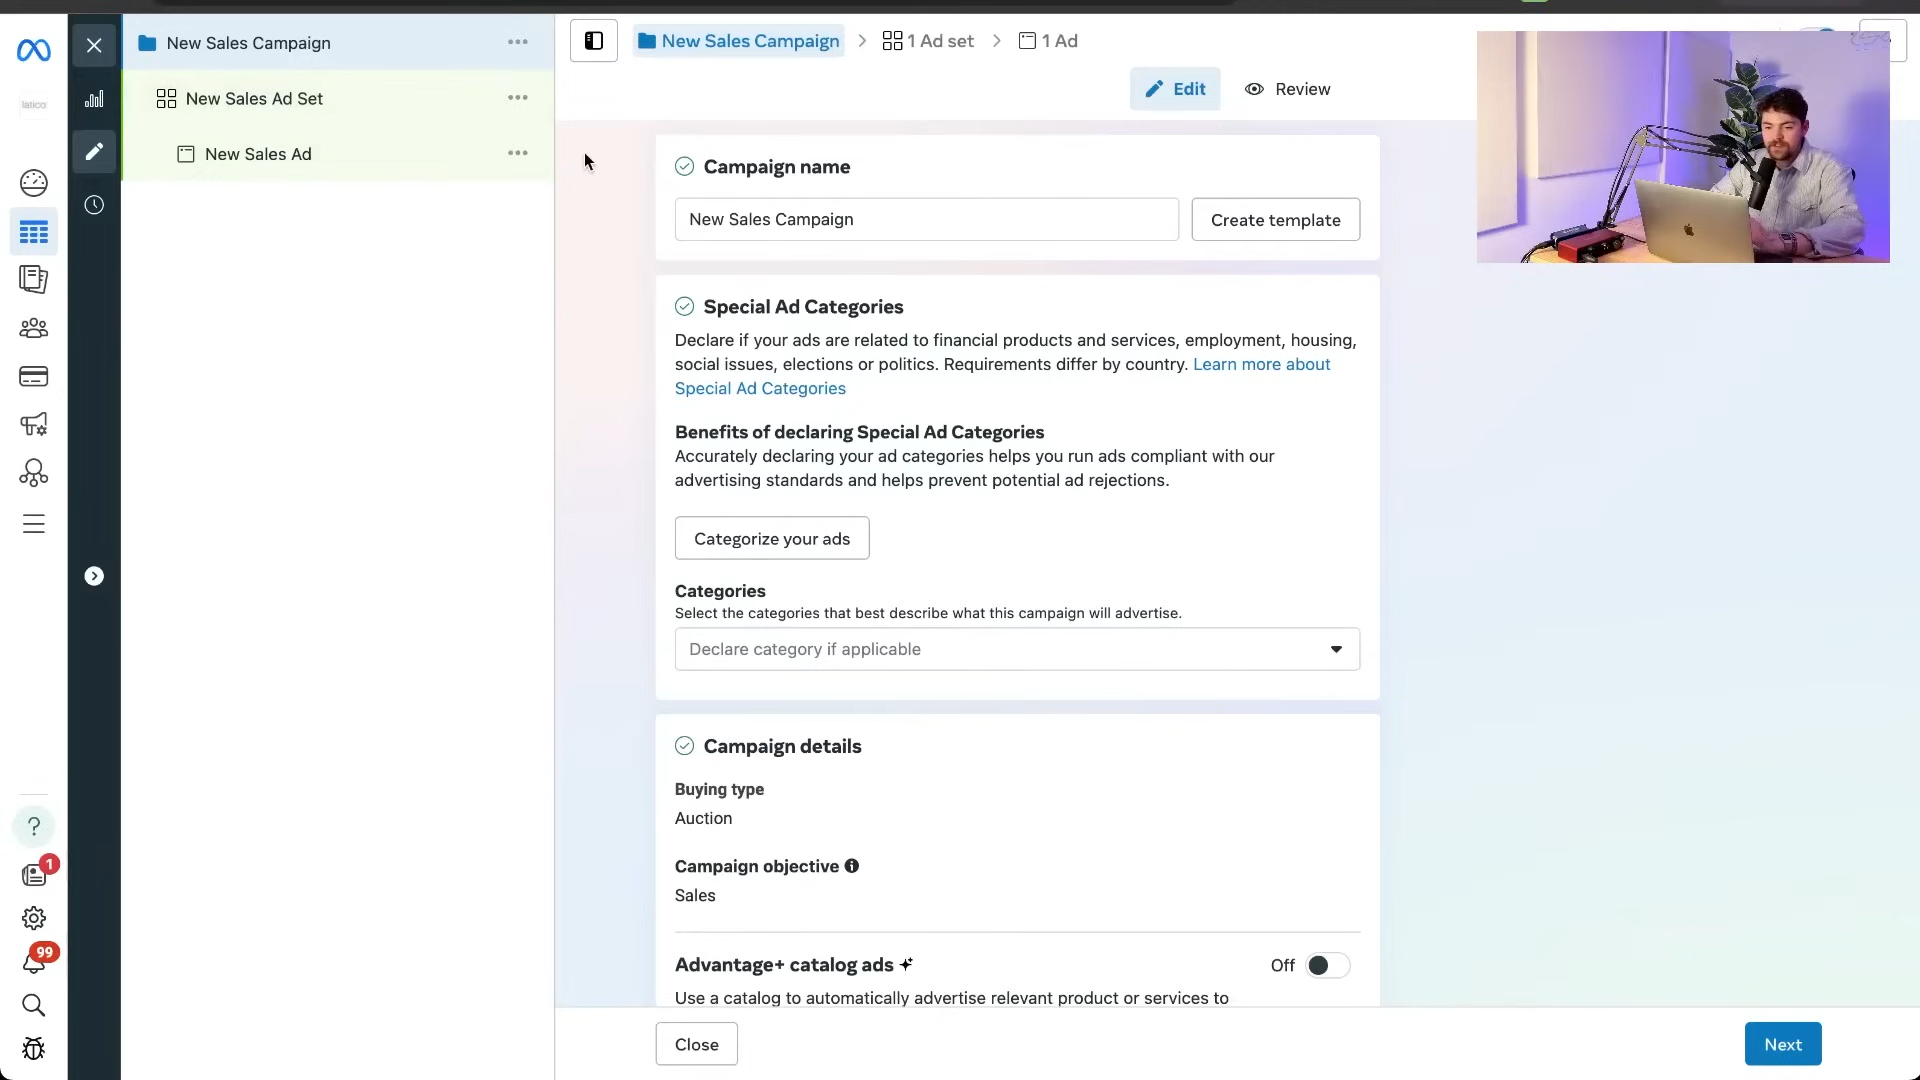 New Sales Campaign
New Sales Campaign
1 Ad set
1 Ad
latico
New Sales Ad Set
New Sales Ad
Edit
Review
Campaign name
New Sales Campaign
Create template
Special Ad Categories
Declare if your ads are related to financial products and services, employment, housing,
social issues, elections or politics. Requirements differ by country. Learn more about
Special Ad Categories
Benefits of declaring Special Ad Categories
Accurately declaring your ad categories helps you run ads compliant with our
advertising standards and helps prevent potential ad rejections.
Categorize your ads
Categories
Select the categories that best describe what this campaign will advertise.
Declare category if applicable
Campaign details
Buying type
Auction
Campaign objective
Sales
Advantage+ catalog ads
Off
Use a catalog to automatically advertise relevant product or services to
1
99
Close
Next